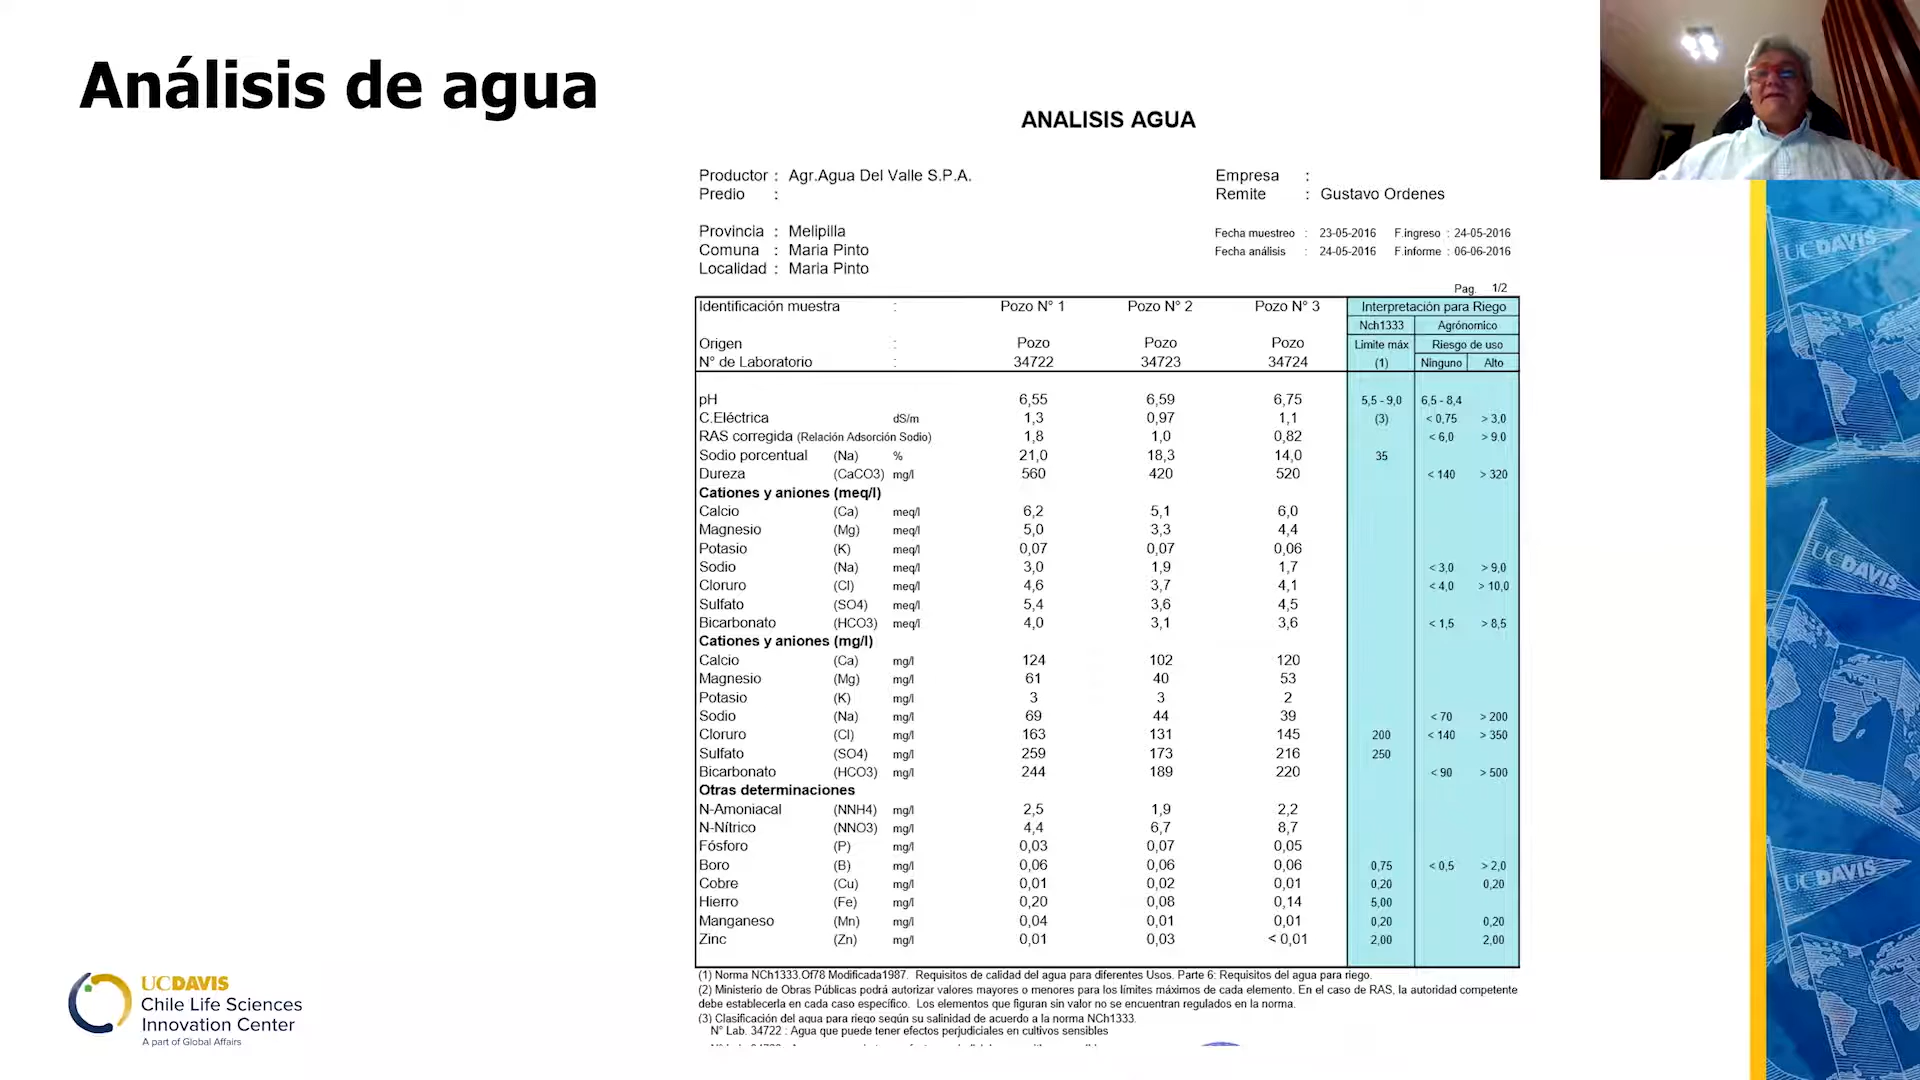 Análisis de agua
ANALISIS AGUA
Productor : Agr.Agua Del Valle S.P.A.
Empresa :
Predio :
Remite : Gustavo Ordenes
Provincia : Melipilla
Fecha muestreo : 23-05-2016 F.ingreso : 24-05-2016
Comuna : Maria Pinto
Fecha análisis : 24-05-2016 F.informe : 06-06-2016
Localidad : Maria Pinto
Pag. 1/2
Identificación muestra : Pozo N° 1 Pozo N° 2 Pozo N° 3 Interpretación para Riego
Nch1333 Agrónomico
Origen : Pozo Pozo Pozo Limite máx Riesgo de uso
N° de Laboratorio : 34722 34723 34724 (1) Ninguno Alto
pH 6,55 6,59 6,75 5,5 - 9,0 6,5 - 8,4
C.Eléctrica dS/m 1,3 0,97 1,1 (3) < 0,75 > 3,0
RAS corregida (Relación Adsorción Sodio) 1,8 1,0 0,82 < 6,0 > 9.0
Sodio porcentual (Na) % 21,0 18,3 14,0 35
Dureza (CaCO3) mg/l 560 420 520 < 140 > 320
Cationes y aniones (meq/l)
Calcio (Ca) meq/l 6,2 5,1 6,0
Magnesio (Mg) meq/l 5,0 3,3 4,4
Potasio (K) meq/l 0,07 0,07 0,06
Sodio (Na) meq/l 3,0 1,9 1,7 < 3,0 > 9,0
Cloruro (Cl) meq/l 4,6 3,7 4,1 < 4,0 > 10,0
Sulfato (SO4) meq/l 5,4 3,6 4,5
Bicarbonato (HCO3) meq/l 4,0 3,1 3,6 < 1,5 > 8,5
Cationes y aniones (mg/l)
Calcio (Ca) mg/l 124 102 120
Magnesio (Mg) mg/l 61 40 53
Potasio (K) mg/l 3 3 2
Sodio (Na) mg/l 69 44 39 < 70 > 200
Cloruro (Cl) mg/l 163 131 145 200 < 140 > 350
Sulfato (SO4) mg/l 259 173 216 250
Bicarbonato (HCO3) mg/l 244 189 220 < 90 > 500
Otras determinaciones
N-Amoniacal (NNH4) mg/l 2,5 1,9 2,2
N-Nítrico (NNO3) mg/l 4,4 6,7 8,7
Fósforo (P) mg/l 0,03 0,07 0,05
Boro (B) mg/l 0,06 0,06 0,06 0,75 < 0,5 > 2,0
Cobre (Cu) mg/l 0,01 0,02 0,01 0,20 0,20
Hierro (Fe) mg/l 0,20 0,08 0,14 5,00
Manganeso (Mn) mg/l 0,04 0,01 0,01 0,20 0,20
Zinc (Zn) mg/l 0,01 0,03 < 0,01 2,00 2,00
(1) Norma NCh1333.Of78 Modificada1987. Requisitos de calidad del agua para diferentes Usos. Parte 6: Requisitos del agua para riego.
(2) Ministerio de Obras Públicas podrá autorizar valores mayores o menores para los límites máximos de cada elemento. En el caso de RAS, la autoridad competente
debe establecerla en cada caso específico. Los elementos que figuran sin valor no se encuentran regulados en la norma.
(3) Clasificación del agua para riego según su salinidad de acuerdo a la norma NCh1333.
N° Lab. 34722 : Agua que puede tener efectos perjudiciales en cultivos sensibles
UCDAVIS
Chile Life Sciences
Innovation Center
A part of Global Affairs
UC DAVIS
UC DAVIS
UC DAVIS